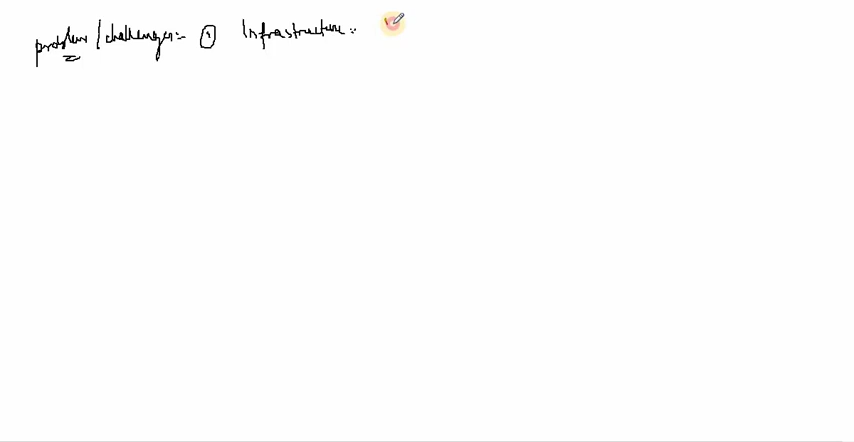 problem / challenges:- ① Infrastructure:-